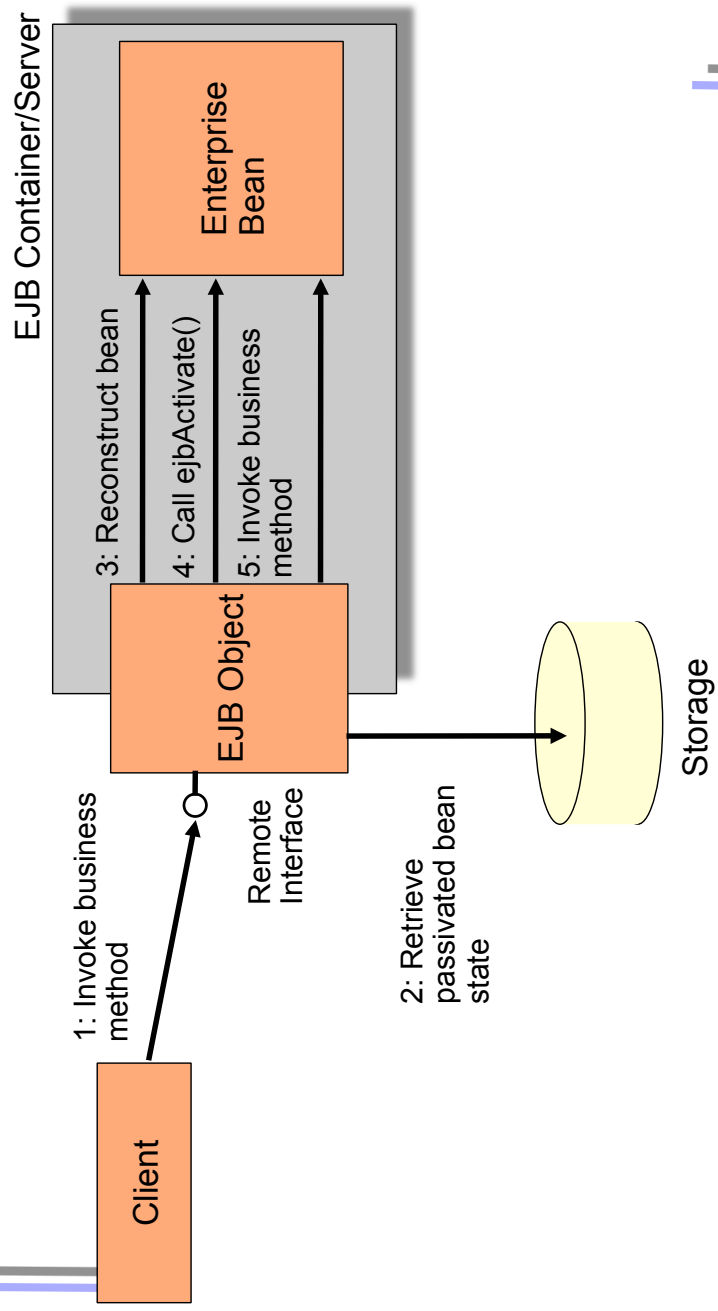 EJB Container/Server
Client
1: Invoke business
method
Remote
Interface
EJB Object
2: Retrieve
passivated bean
state
Storage
3: Reconstruct bean
4: Call ejbActivate()
5: Invoke business
method
Enterprise
Bean